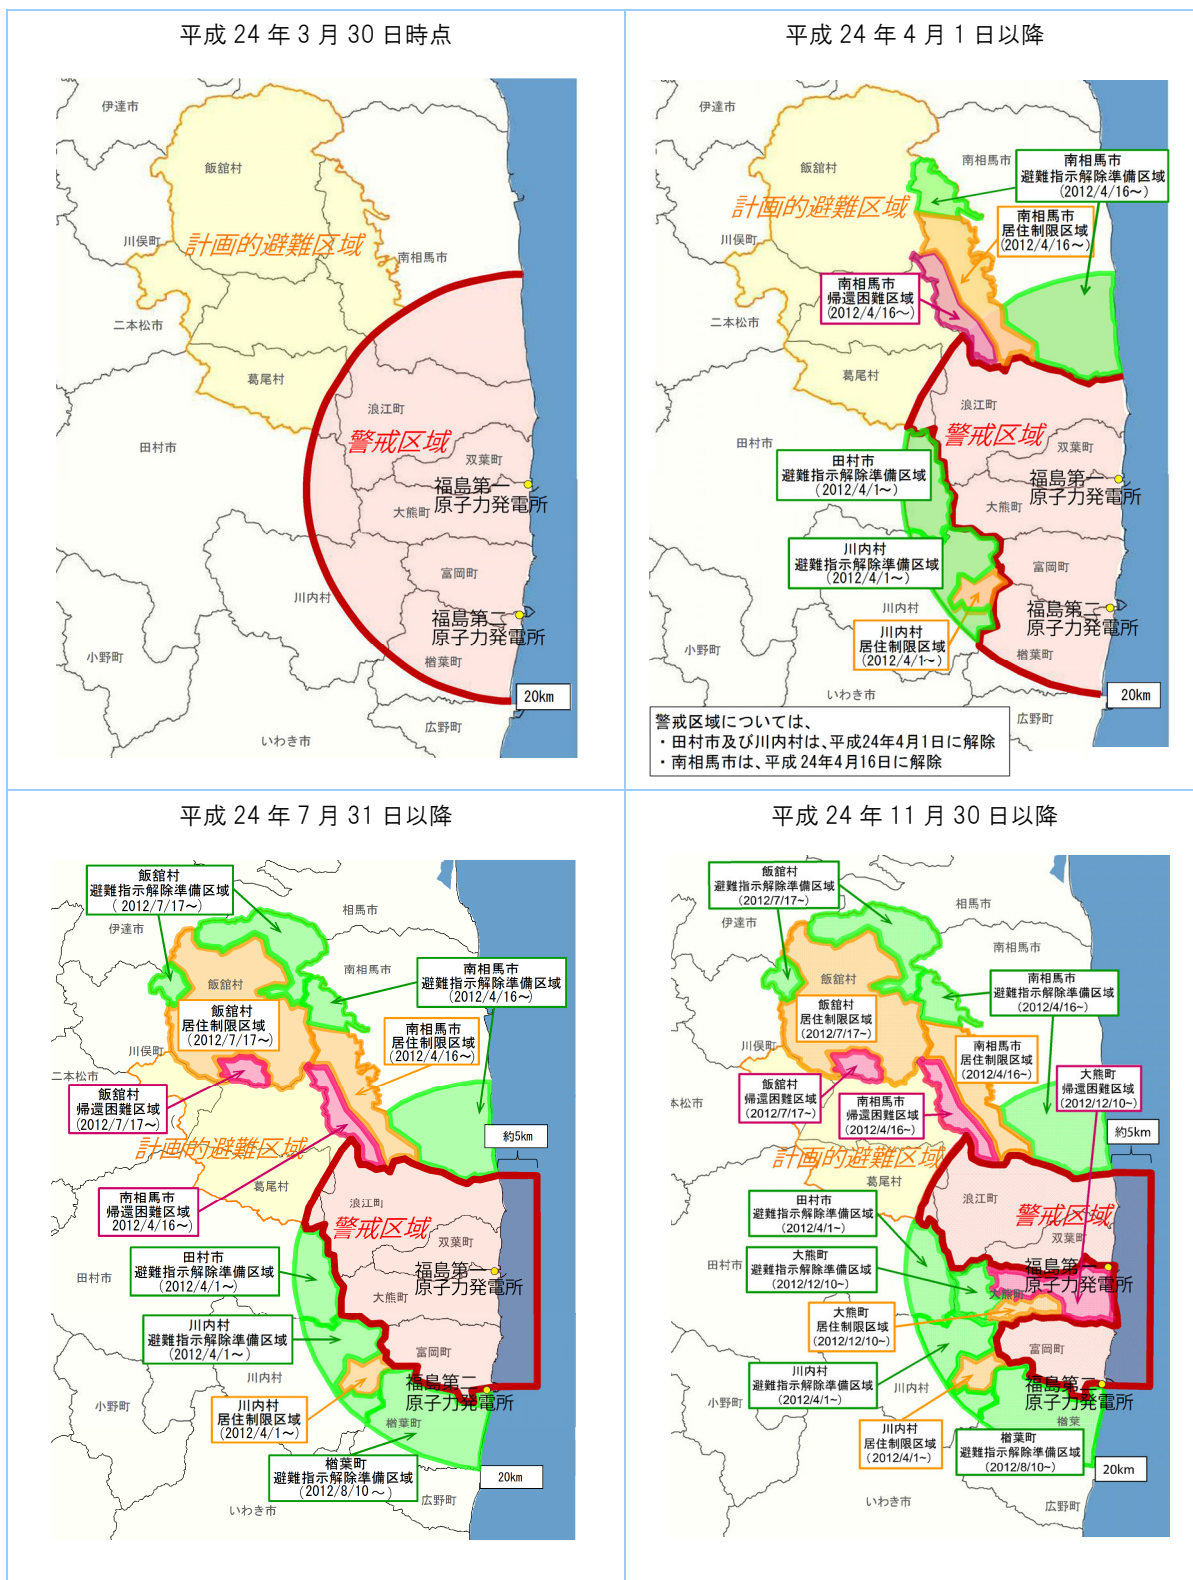 平成 24 年 3 月 30 日時点
伊達市
飯舘村
計画的避難区域
川俣町
南相馬市
二本松市
葛尾村
浪江町
田村市
警戒区域
双葉町
福島第一
原子力発電所
大熊町
富岡町
川内村
福島第二
原子力発電所
小野町
楢葉町
20km
広野町
いわき市
平成 24 年 4 月 1 日以降
伊達市
飯舘村
南相馬市
南相馬市
避難指示解除準備区域
(2012/4/16～)
計画的避難区域
南相馬市
居住制限区域
(2012/4/16～)
川俣町
南相馬市
帰還困難区域
(2012/4/16～)
二本松市
葛尾村
浪江町
田村市
警戒区域
双葉町
田村市
避難指示解除準備区域
(2012/4/1～)
福島第一
原子力発電所
大熊町
川内村
避難指示解除準備区域
(2012/4/1～)
富岡町
川内村
福島第二
原子力発電所
川内村
居住制限区域
(2012/4/1～)
小野町
楢葉町
いわき市
20km
広野町
警戒区域については、
・田村市及び川内村は、平成24年4月1日に解除
・南相馬市は、平成24年4月16日に解除
平成 24 年 7 月 31 日以降
飯舘村
避難指示解除準備区域
(2012/7/17～)
相馬市
伊達市
南相馬市
飯舘村
南相馬市
避難指示解除準備区域
(2012/4/16～)
飯舘村
居住制限区域
(2012/7/17～)
南相馬市
居住制限区域
(2012/4/16～)
川俣町
二本松市
飯舘村
帰還困難区域
(2012/7/17～)
計画的避難区域
約5km
葛尾村
南相馬市
帰還困難区域
(2012/4/16～)
浪江町
警戒区域
双葉町
田村市
田村市
避難指示解除準備区域
(2012/4/1～)
福島第一
原子力発電所
大熊町
川内村
避難指示解除準備区域
(2012/4/1～)
富岡町
川内村
福島第二
原子力発電所
小野町
川内村
居住制限区域
(2012/4/1～)
楢葉町
楢葉町
避難指示解除準備区域
(2012/8/10～)
20km
広野町
いわき市
平成 24 年 11 月 30 日以降
飯舘村
避難指示解除準備区域
(2012/7/17~)
相馬市
伊達市
南相馬市
飯舘村
南相馬市
避難指示解除準備区域
(2012/4/16~)
飯舘村
居住制限区域
(2012/7/17~)
川俣町
南相馬市
居住制限区域
(2012/4/16~)
大熊町
帰還困難区域
(2012/12/10~)
飯舘村
帰還困難区域
(2012/7/17~)
南相馬市
帰還困難区域
(2012/4/16~)
本松市
約5km
計画的避難区域
葛尾村
浪江町
田村市
避難指示解除準備区域
(2012/4/1~)
警戒区域
双葉町
田村市
大熊町
避難指示解除準備区域
(2012/12/10~)
福島第一
原子力発電所
大熊町
大熊町
居住制限区域
(2012/12/10~)
富岡町
川内村
避難指示解除準備区域
(2012/4/1~)
川内村
福島第二
原子力発電所
小野町
楢葉
川内村
居住制限区域
(2012/4/1~)
楢葉町
避難指示解除準備区域
(2012/8/10~)
20km
いわき市
広野町